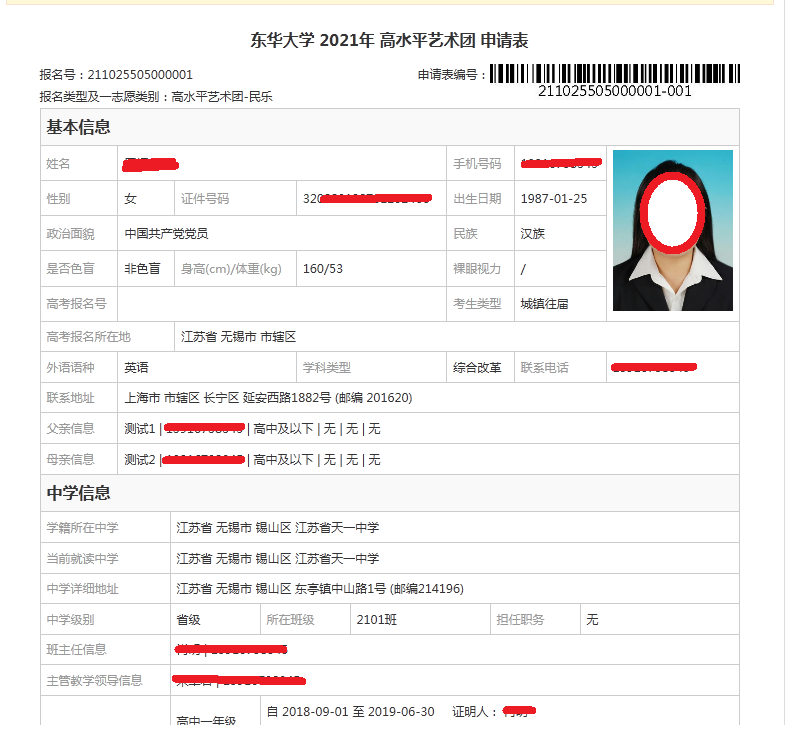 东华大学 2021年 高水平艺术团 申请表
报名号：211025505000001 申请表编号：
211025505000001-001
报名类型及一志愿类别：高水平艺术团-民乐
基本信息
姓名 手机号码
性别 女 证件号码 320 出生日期 1987-01-25
政治面貌 中国共产党党员 民族 汉族
是否色盲 非色盲 身高(cm)/体重(kg) 160/53 裸眼视力 /
高考报名号 考生类型 城镇往届
高考报名所在地 江苏省 无锡市 市辖区
外语语种 英语 学科类型 综合改革 联系电话
联系地址 上海市 市辖区 长宁区 延安西路1882号 (邮编 201620)
父亲信息 测试1 | | 高中及以下 | 无 | 无 | 无
母亲信息 测试2 | | 高中及以下 | 无 | 无 | 无
中学信息
学籍所在中学 江苏省 无锡市 锡山区 江苏省天一中学
当前就读中学 江苏省 无锡市 锡山区 江苏省天一中学
中学详细地址 江苏省 无锡市 锡山区 东亭镇中山路1号 (邮编214196)
中学级别 省级 所在班级 2101班 担任职务 无
班主任信息
主管教学领导信息
高中一年级 自 2018-09-01 至 2019-06-30 证明人：